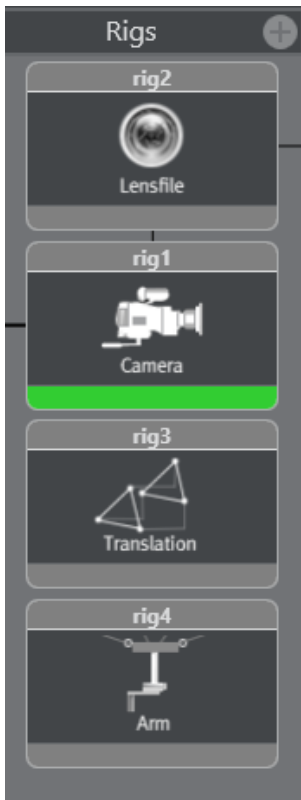 Rigs
rig2
Lensfile
rig1
Camera
rig3
Translation
rig4
Arm